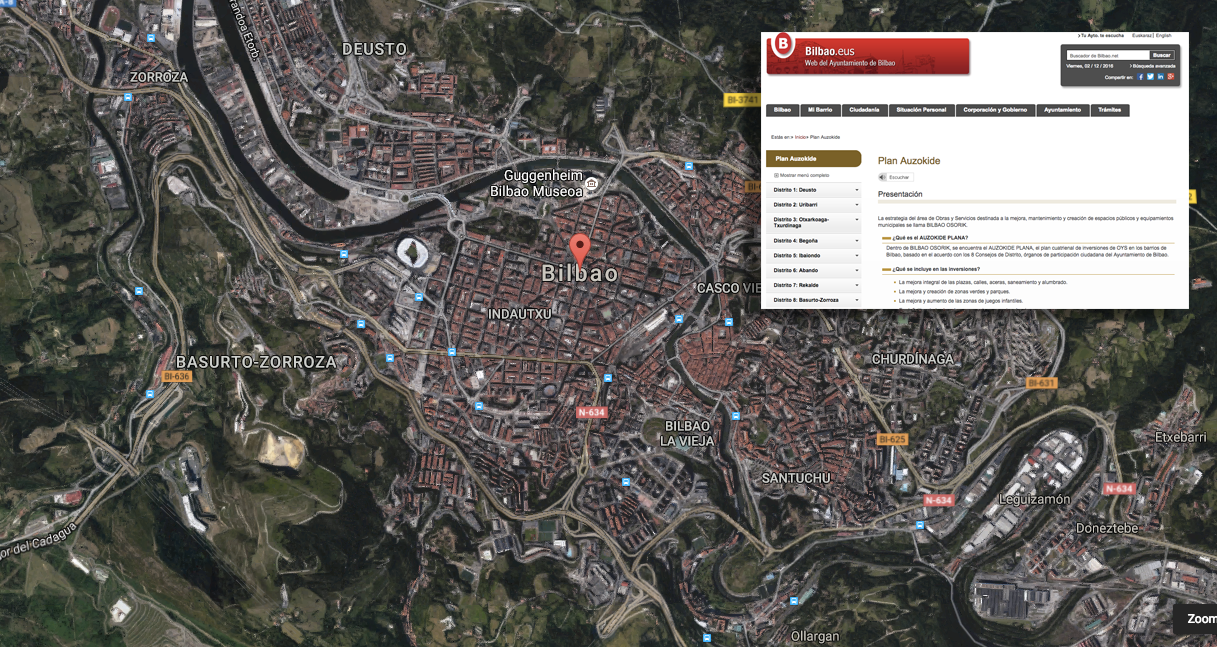 DEUSTO
ZORROZA
BI-3741
Guggenheim
Bilbao Museoa
Bilbao
CASCO VIE
INDAUTXU
BASURTO-ZORROZA
BI-636
CHURDÍNAGA
BI-631
N-634
BILBAO
LA VIEJA
BI-625
Etxebarri
SANTUCHU
N-634
Leguizamón
N-634
Doneztebe
or del Cadagua
Ollargan
Zoom
> Tu Ayto. te escucha Euskaraz| English
B
Bilbao.eus
Web del Ayuntamiento de Bilbao
Buscador de Bilbao.net Buscar
Viernes, 02 / 12 / 2016 > Búsqueda avanzada
Compartir en:
Bilbao Mi Barrio Ciudadanía Situación Personal Corporación y Gobierno Ayuntamiento Trámites
Estás en > Inicio> Plan Auzokide
Plan Auzokide
Mostrar menú completo
Distrito 1: Deusto
Distrito 2: Uribarri
Distrito 3: Otxarkoaga-
Txurdinaga
Distrito 4: Begoña
Distrito 5: Ibaiondo
Distrito 6: Abando
Distrito 7: Rekalde
Distrito 8: Basurto-Zorroza
Plan Auzokide
Escuchar
Presentación
La estrategia del área de Obras y Servicios destinada a la mejora, mantenimiento y creación de espacios públicos y equipamientos
municipales se llama BILBAO OSORIK.
¿Qué es el AUZOKIDE PLANA?
Dentro de BILBAO OSORIK, se encuentra el AUZOKIDE PLANA, el plan cuatrienal de inversiones de OYS en los barrios de
Bilbao, basado en el acuerdo con los 8 Consejos de Distrito, órganos de participación ciudadana del Ayuntamiento de Bilbao.
¿Qué se incluye en las inversiones?
La mejora integral de las plazas, calles, aceras, saneamiento y alumbrado.
La mejora y creación de zonas verdes y parques.
La mejora y aumento de las zonas de juegos infantiles.